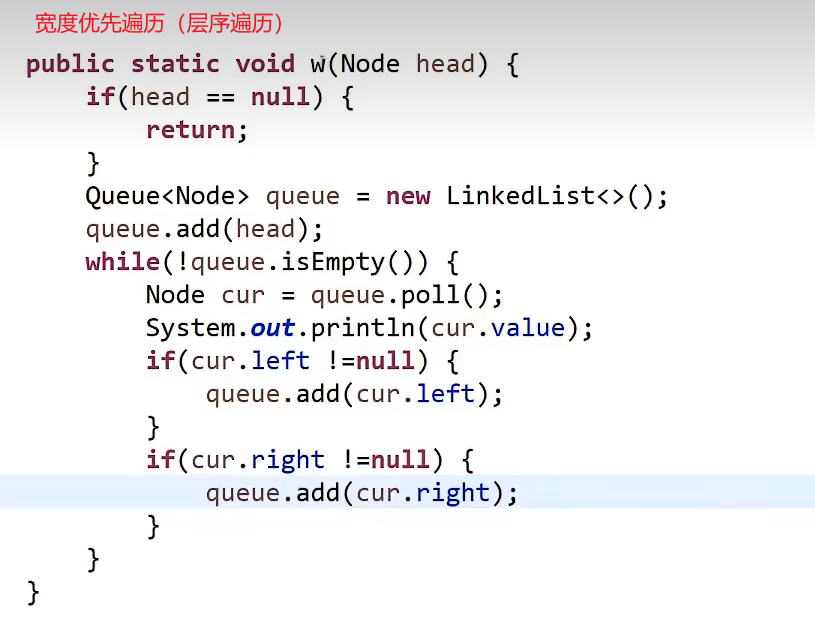 宽度优先遍历（层序遍历）
public static void w(Node head) {
if(head == null) {
return;
}
Queue<Node> queue = new LinkedList<>();
queue.add(head);
while(!queue.isEmpty()) {
Node cur = queue.poll();
System.out.println(cur.value);
if(cur.left !=null) {
queue.add(cur.left);
}
if(cur.right !=null) {
queue.add(cur.right);
}
}
}